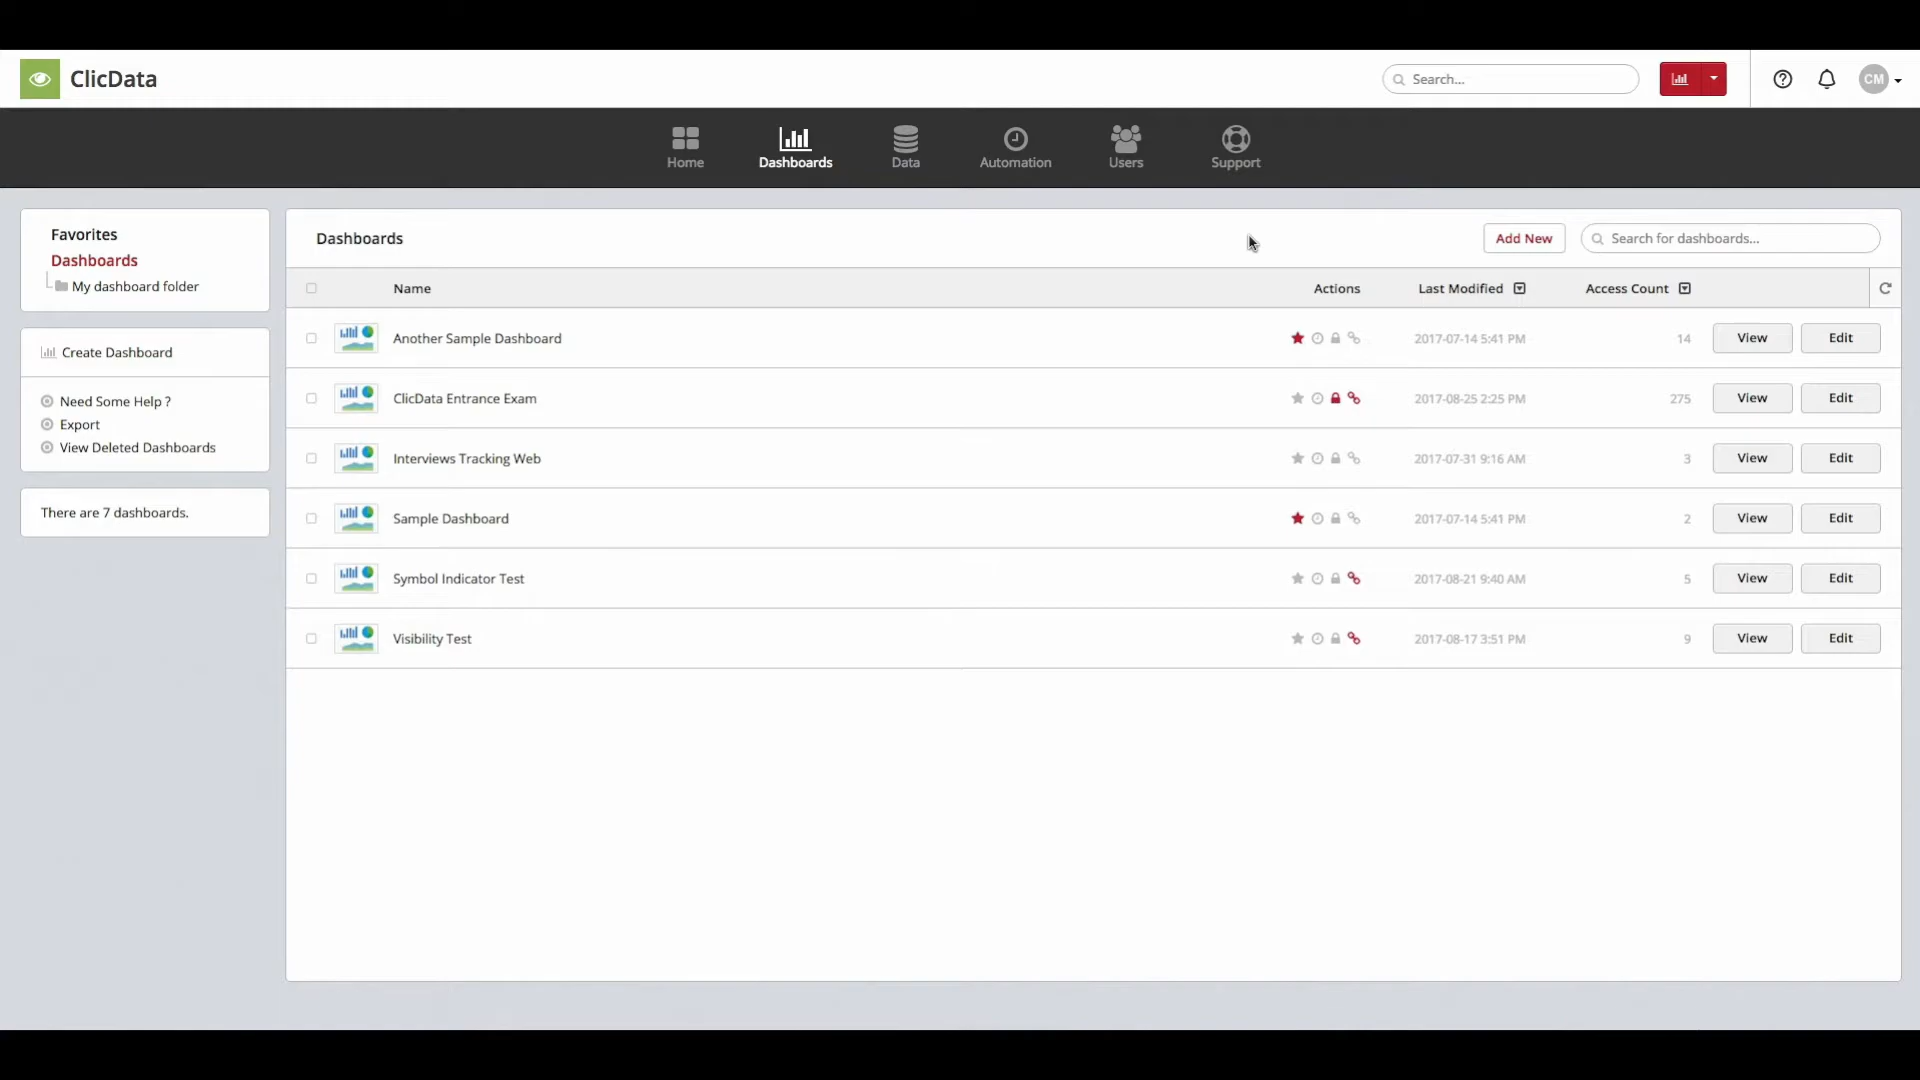 ClicData
Search...
CM
Home
Dashboards
Data
Automation
Users
Support
Favorites
Dashboards
My dashboard folder
Create Dashboard
Need Some Help ?
Export
View Deleted Dashboards
There are 7 dashboards.
Dashboards
Add New
Search for dashboards...
Name Actions Last Modified Access Count
Another Sample Dashboard 2017-07-14 5:41 PM 14 View Edit
ClicData Entrance Exam 2017-08-25 2:25 PM 275 View Edit
Interviews Tracking Web 2017-07-31 9:16 AM 3 View Edit
Sample Dashboard 2017-07-14 5:41 PM 2 View Edit
Symbol Indicator Test 2017-08-21 9:40 AM 5 View Edit
Visibility Test 2017-08-17 3:51 PM 9 View Edit